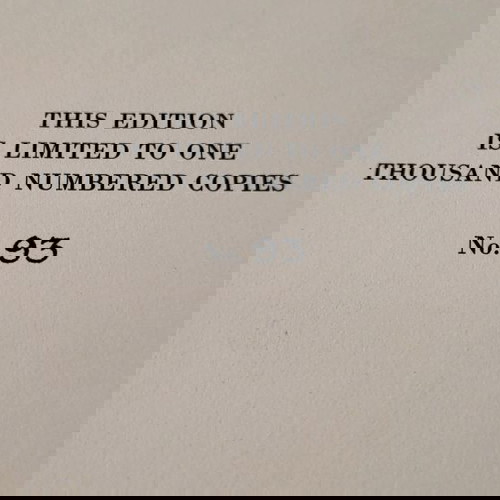 THIS EDITION
IS LIMITED TO ONE
THOUSAND NUMBERED COPIES
No. 93